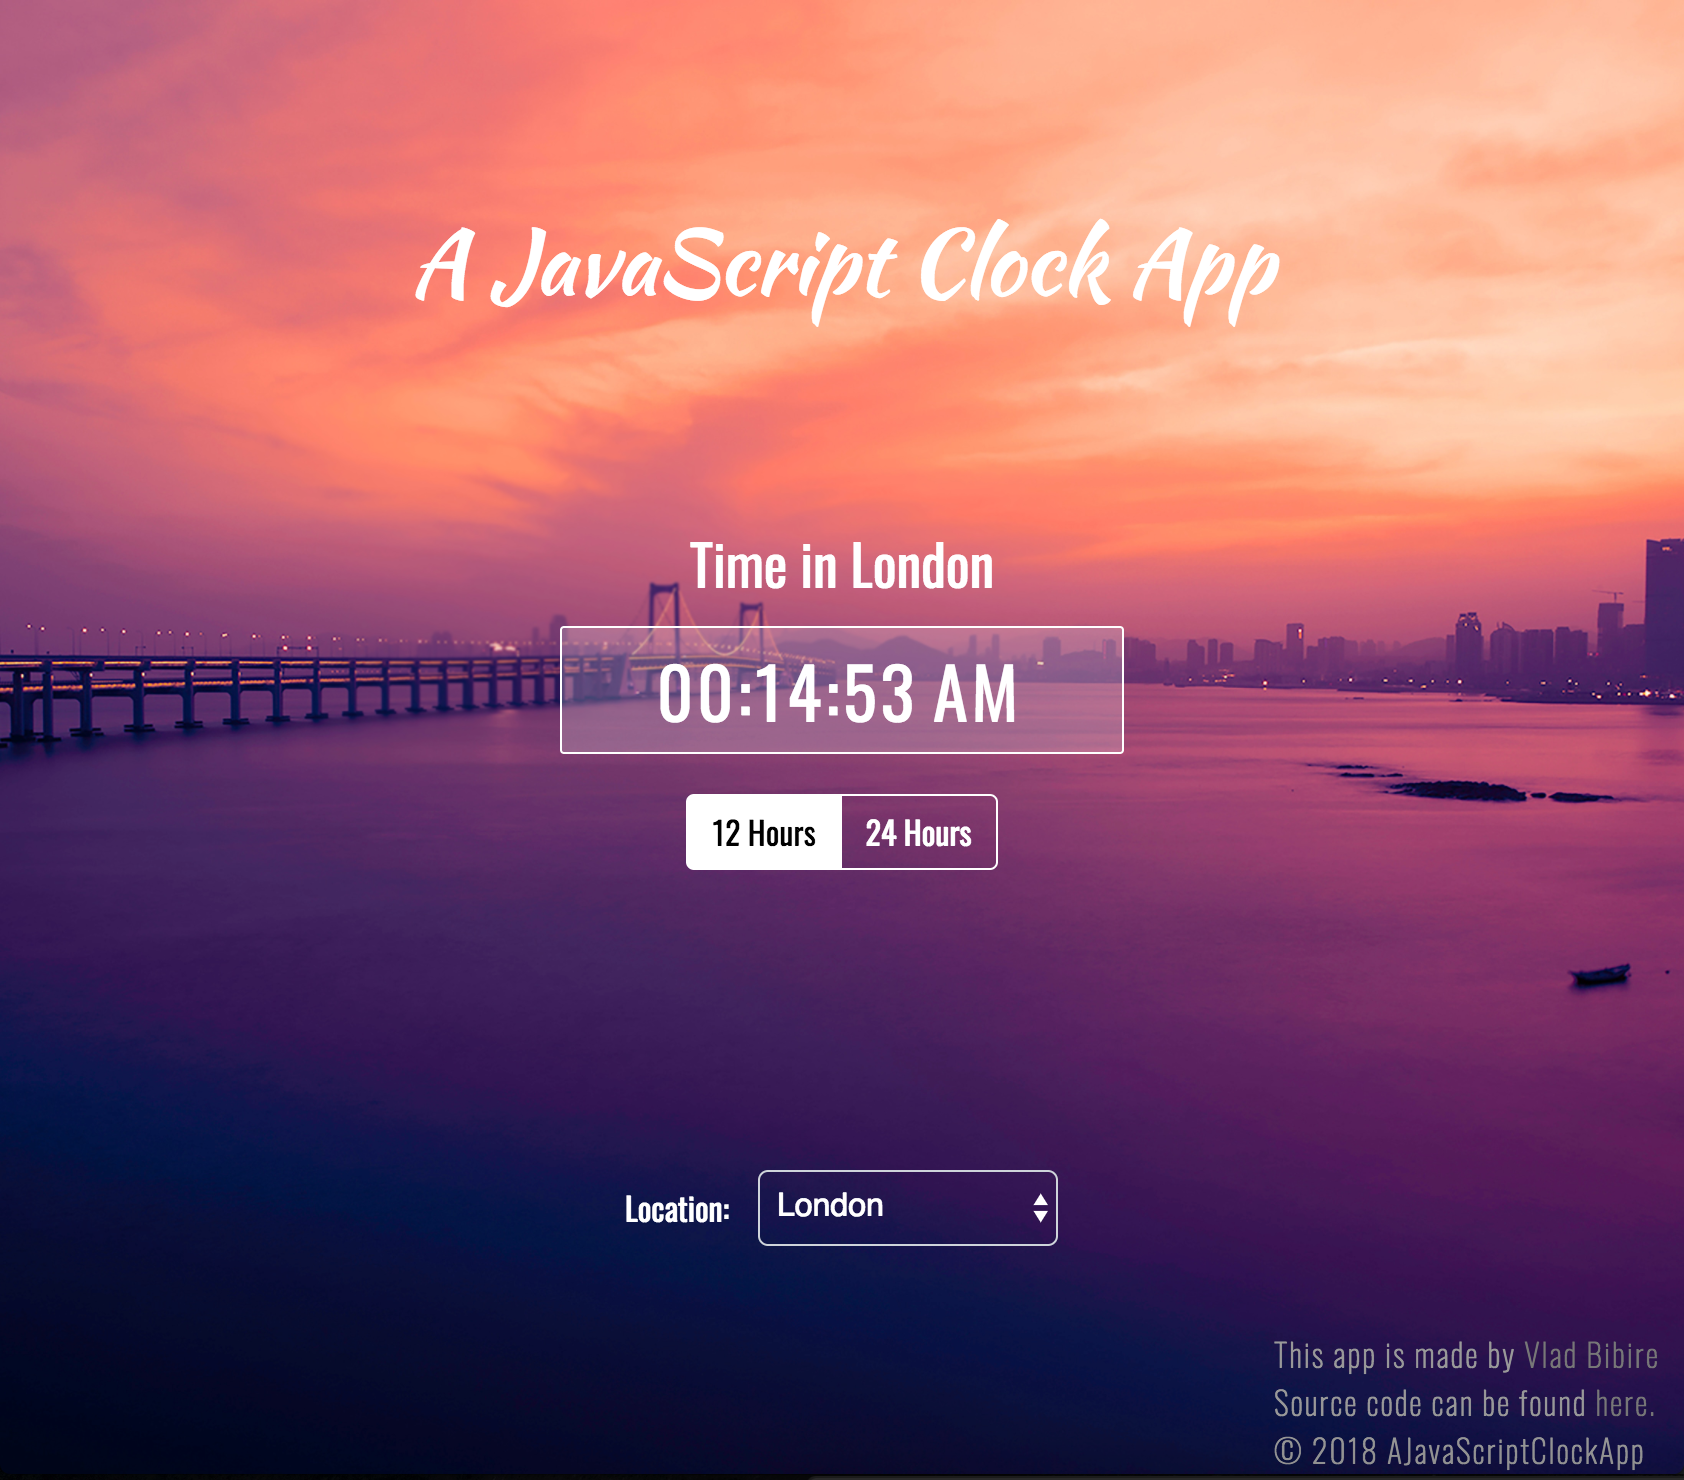 A JavaScript Clock App
Time in London
00:14:53 AM
12 Hours 24 Hours
Location: London
This app is made by Vlad Bibire
Source code can be found here.
© 2018 AJavaScriptClockApp